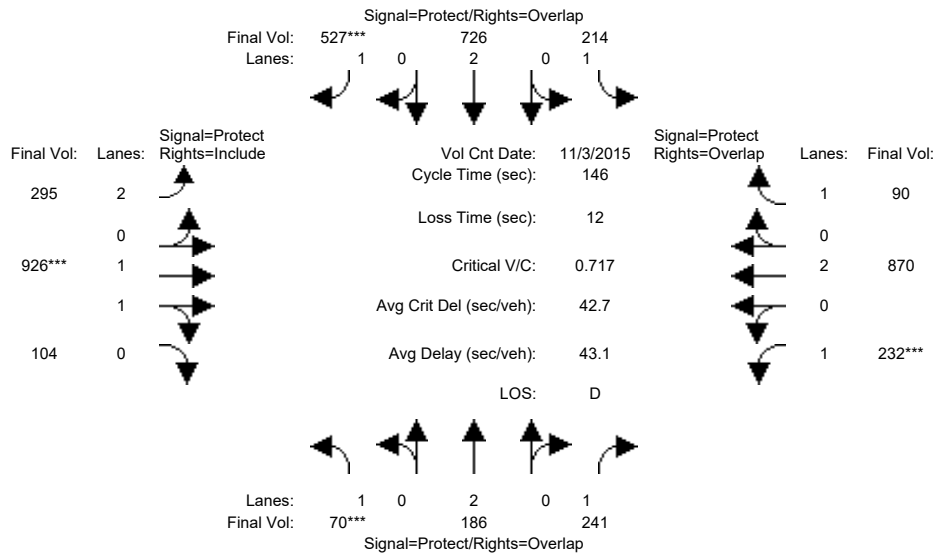 Signal=Protect/Rights=Overlap
Final Vol: 527*** 726 214
Lanes: 1 0 2 0 1
Signal=Protect
Final Vol: Lanes: Rights=Include
Vol Cnt Date: 11/3/2015
Signal=Protect
Rights=Overlap Lanes: Final Vol:
Cycle Time (sec): 146
295 2
1 90
Loss Time (sec): 12
0
0
926*** 1
Critical V/C: 0.717
2 870
1
Avg Crit Del (sec/veh): 42.7
0
104 0
Avg Delay (sec/veh): 43.1
1 232***
LOS: D
Lanes: 1 0 2 0 1
Final Vol: 70*** 186 241
Signal=Protect/Rights=Overlap